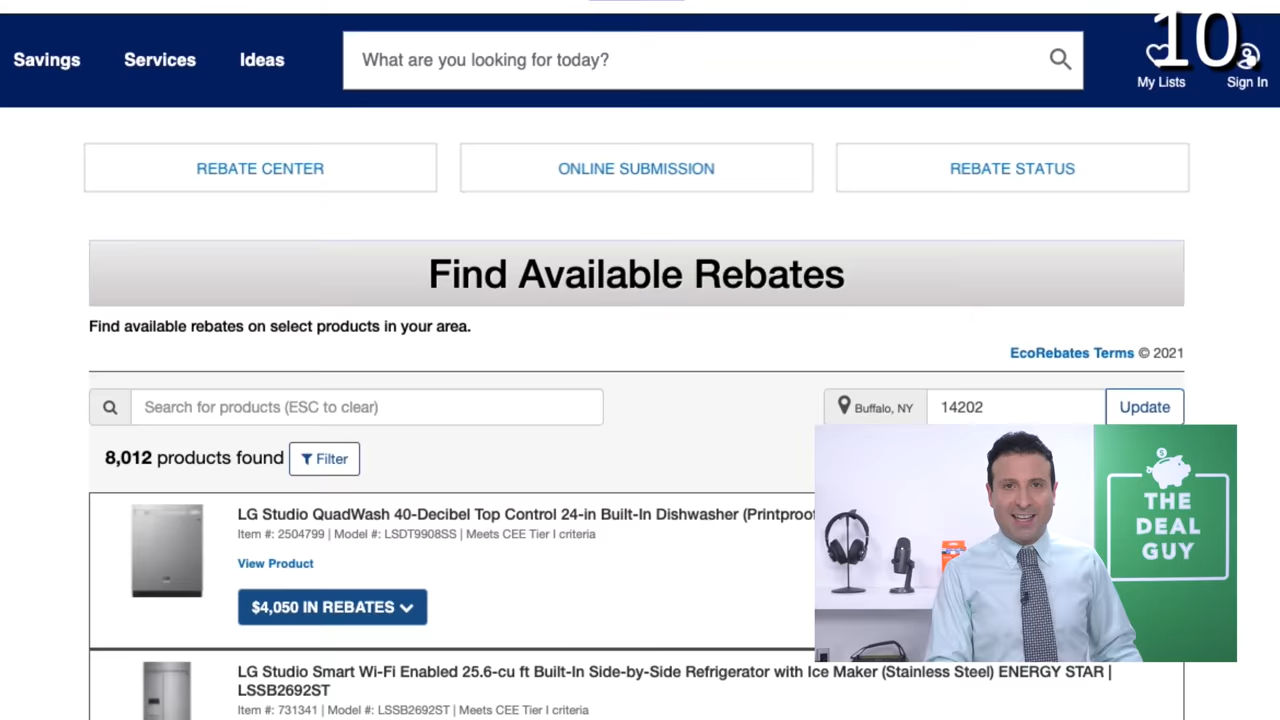 10.
Savings
Services
Ideas
What are you looking for today?
My Lists
Sign In
REBATE CENTER
ONLINE SUBMISSION
REBATE STATUS
Find Available Rebates
Find available rebates on select products in your area.
EcoRebates Terms © 2021
Search for products (ESC to clear)
Buffalo, NY
14202
Update
8,012 products found
Filter
LG Studio QuadWash 40-Decibel Top Control 24-in Built-In Dishwasher (Printproof
Item #: 2504799 | Model #: LSDT9908SS | Meets CEE Tier I criteria
View Product
$4,050 IN REBATES
THE
DEAL
GUY
LG Studio Smart Wi-Fi Enabled 25.6-cu ft Built-In Side-by-Side Refrigerator with Ice Maker (Stainless Steel) ENERGY STAR |
LSSB2692ST
Item #: 731341 | Model #: LSSB2692ST | Meets CEE Tier I criteria